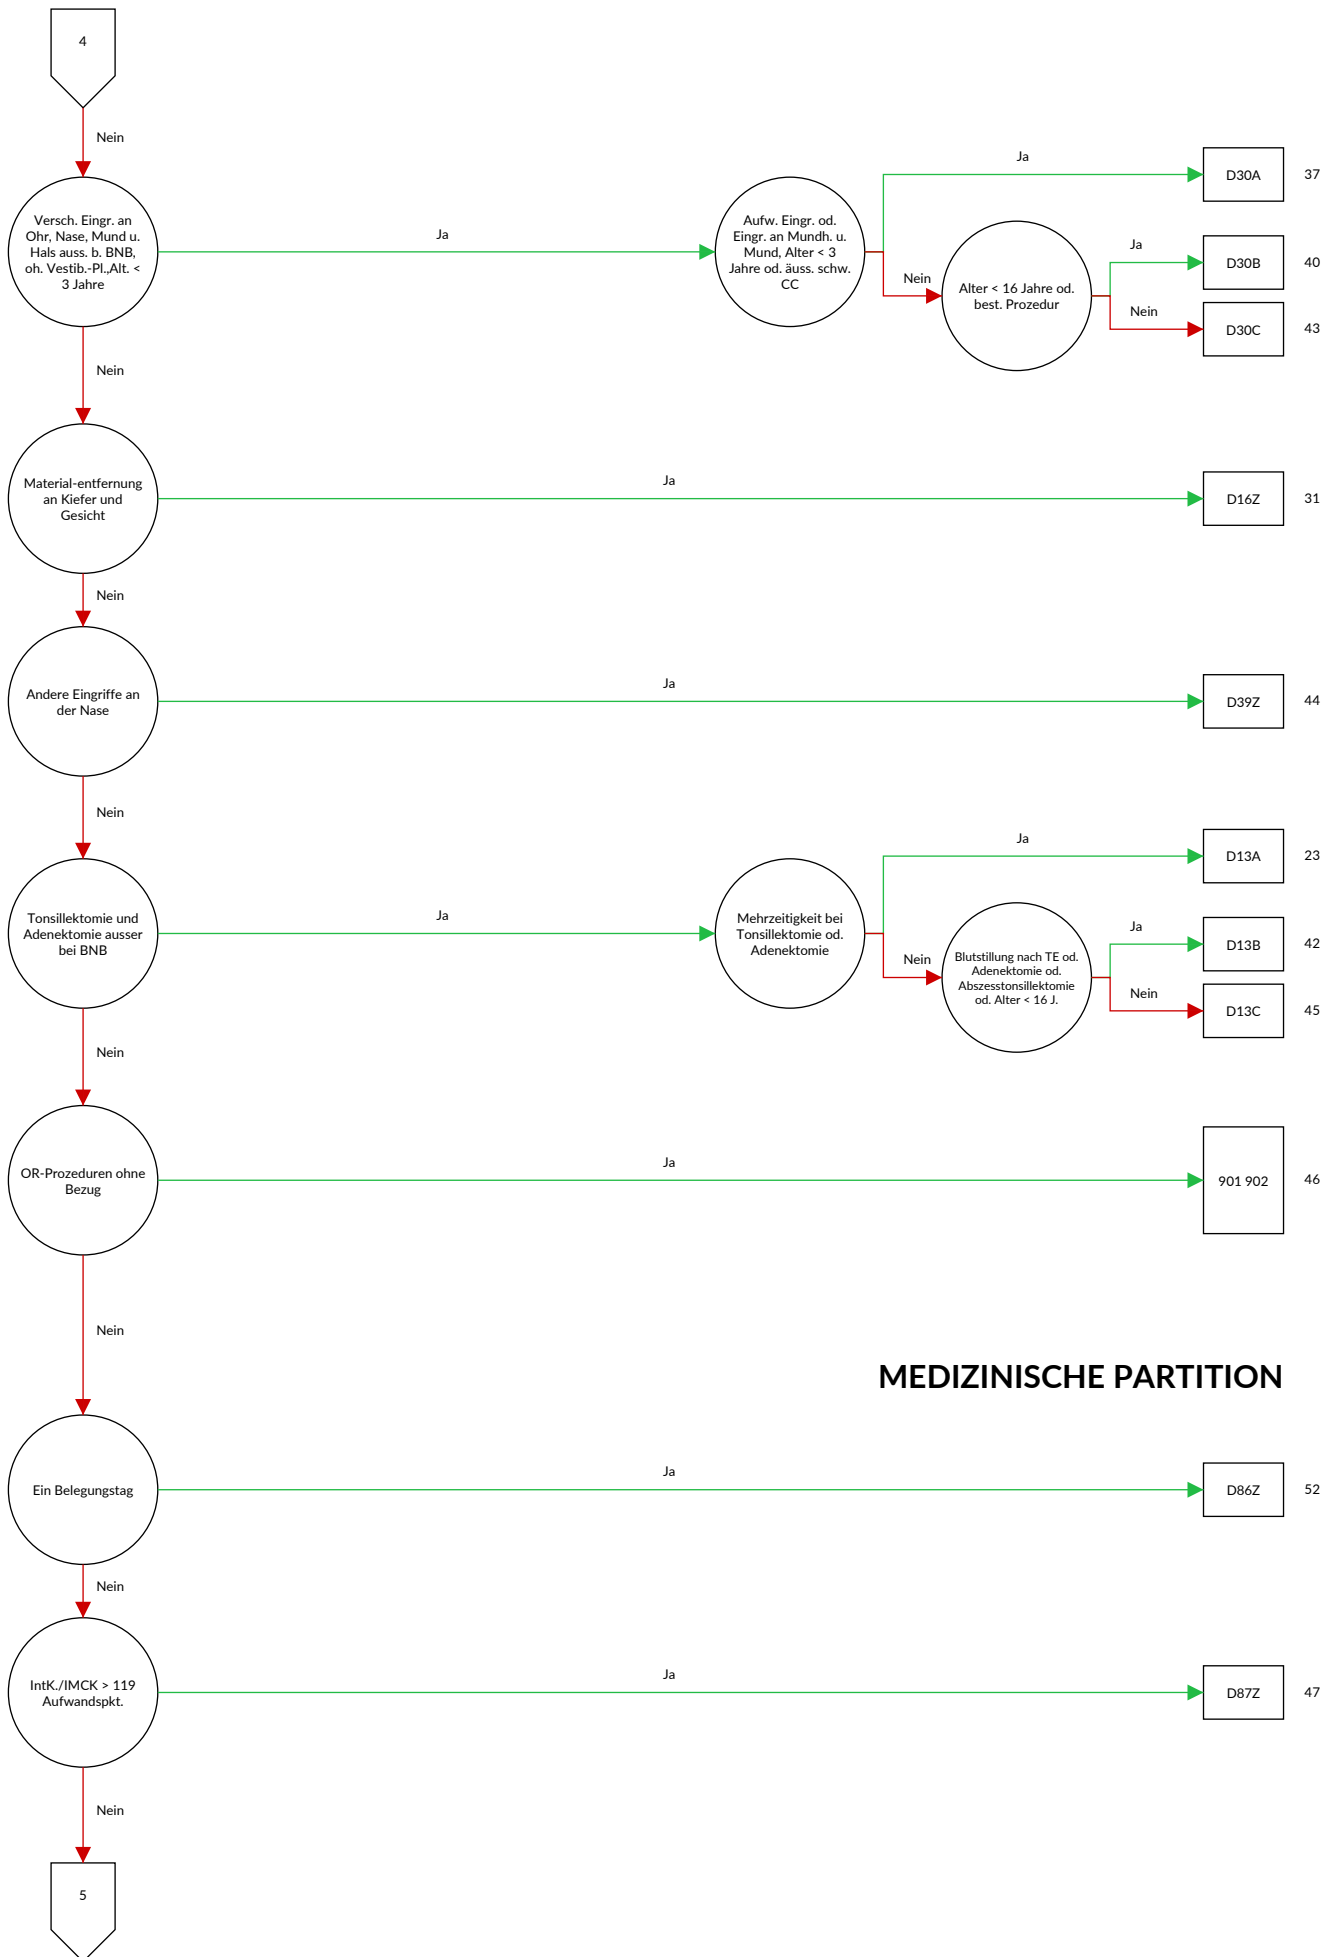 4
Nein
Versch. Eingr. an
Ohr, Nase, Mund u.
Hals auss. b. BNB,
oh. Vestib.-Pl.,Alt. <
3 Jahre
Ja
Aufw. Eingr. od.
Eingr. an Mundh. u.
Mund, Alter < 3
Jahre od. äuss. schw.
CC
Ja
D30A
37
Nein
Alter < 16 Jahre od.
best. Prozedur
Ja
D30B
40
Nein
D30C
43
Nein
Material-entfernung
an Kiefer und
Gesicht
Ja
D16Z
31
Nein
Andere Eingriffe an
der Nase
Ja
D39Z
44
Nein
Tonsillektomie und
Adenektomie ausser
bei BNB
Ja
Mehrzeitigkeit bei
Tonsillektomie od.
Adenektomie
Ja
D13A
23
Nein
Blutstillung nach TE od.
Adenektomie od.
Abszesstonsillektomie
od. Alter < 16 J.
Ja
D13B
42
Nein
D13C
45
Nein
OR-Prozeduren ohne
Bezug
Ja
901 902
46
Nein
MEDIZINISCHE PARTITION
Ein Belegungstag
Ja
D86Z
52
Nein
IntK./IMCK > 119
Aufwandspkt.
Ja
D87Z
47
Nein
5